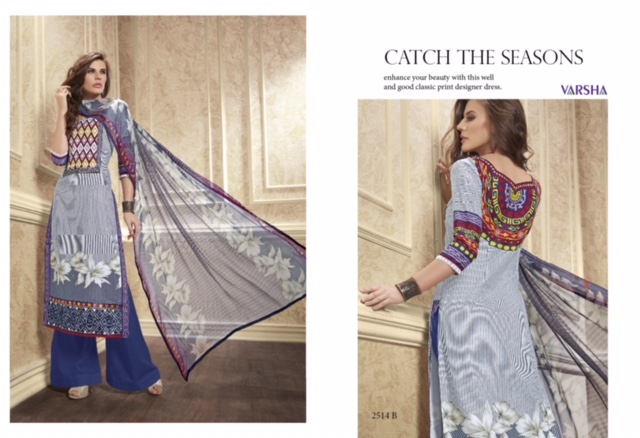 CATCH THE SEASONS
enhance your beauty with this well
and good classic print designer dress.
VARSHA
2514 B